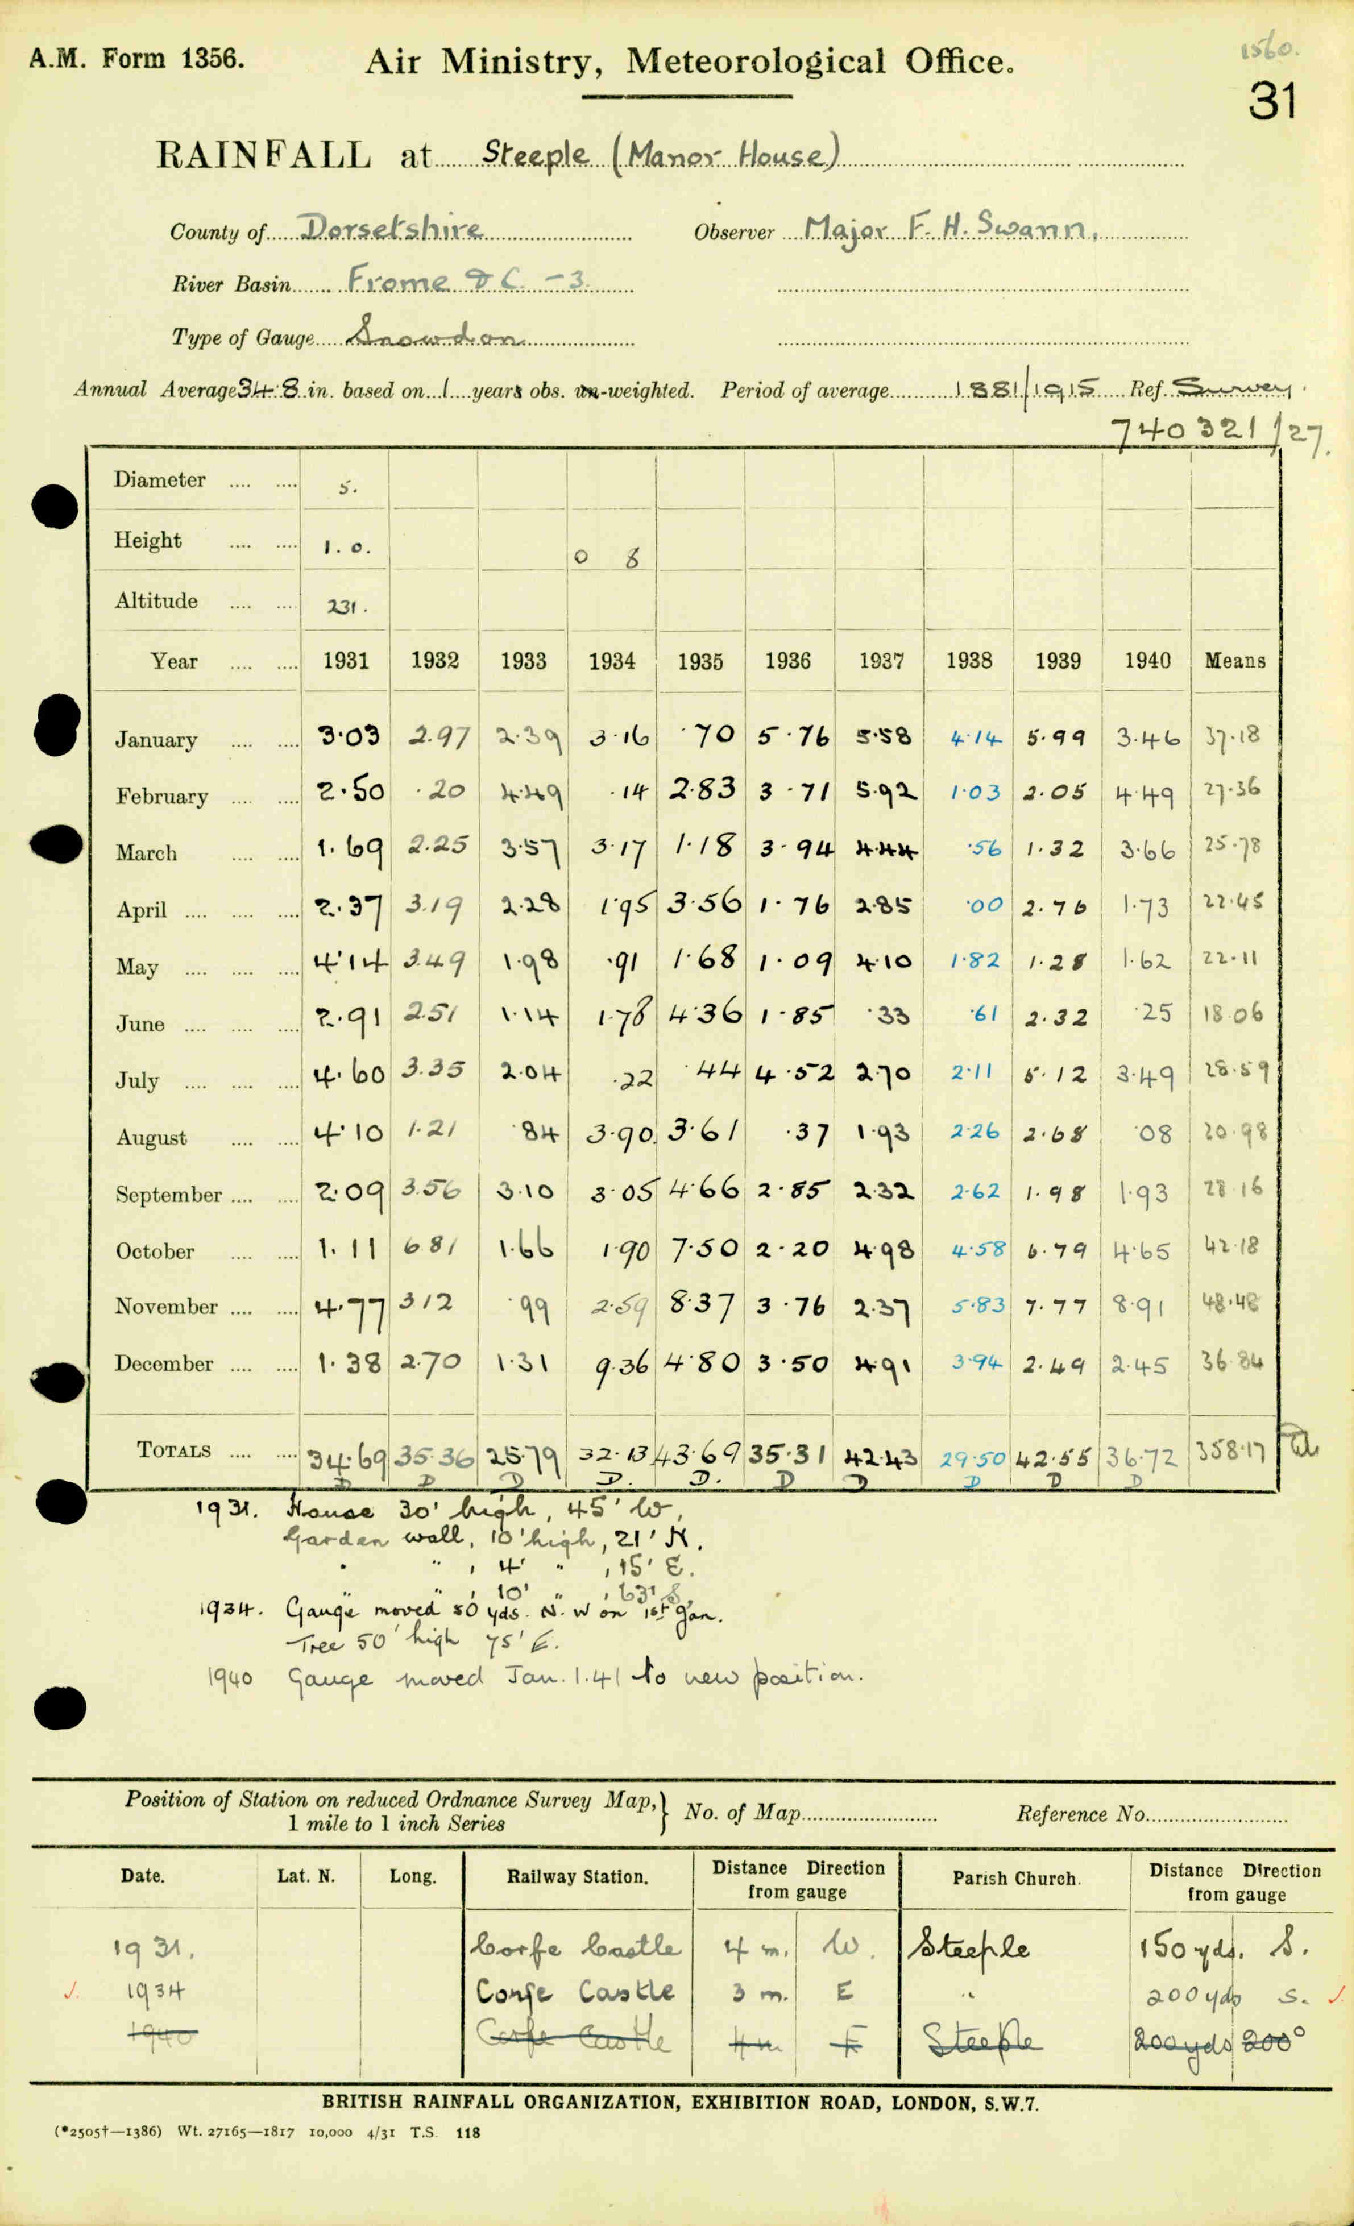 1560.
A.M. Form 1356. Air Ministry, Meteorological Office.
31
RAINFALL at Steeple (Manor House)
County of Dorsetshire Observer Major F. H. Swann,
River Basin Frome &C. -3.
Type of Gauge Snowdon
Annual Average 34.8 in. based on 1 years obs. un-weighted. Period of average 1881/1915 Ref. Survey.
740321/27.
Diameter 5.
Height 1. 0. 0 8
Altitude 231.
Year 1931 1932 1933 1934 1935 1936 1937 1938 1939 1940 Means
January 3.03 2.97 2.39 3.16 .70 5.76 5.58 4.14 5.99 3.46 37.18
February 2.50 .20 4.49 .14 2.83 3.71 5.92 1.03 2.05 4.49 27.36
March 1.69 2.25 3.57 3.17 1.18 3.94 4.44 .56 1.32 3.66 25.78
April 2.37 3.19 2.28 1.95 3.56 1.76 2.85 .00 2.76 1.73 22.45
May 4.14 3.49 1.98 .91 1.68 1.09 4.10 1.82 1.28 1.62 22.11
June 2.91 2.51 1.14 1.78 4.36 1.85 .33 .61 2.32 .25 18.06
July 4.60 3.35 2.04 .22 .44 4.52 2.70 2.11 5.12 3.49 28.59
August 4.10 1.21 .84 3.90 3.61 .37 1.93 2.26 2.68 .08 20.98
September 2.09 3.56 3.10 3.05 4.66 2.85 2.32 2.62 1.98 1.93 28.16
October 1.11 6.81 1.66 1.90 7.50 2.20 4.98 4.58 6.79 4.65 42.18
November 4.77 3.12 .99 2.59 8.37 3.76 2.37 5.83 7.77 8.91 48.48
December 1.38 2.70 1.31 9.36 4.80 3.50 4.91 3.94 2.49 2.45 36.84
TOTALS 34.69 35.36 25.79 32.13 43.69 35.31 42.43 29.50 42.55 36.72 358.17
D D D D. D. D D D D D
1931. House 30' high, 45' W,
Garden wall, 10' high, 21' N.
" " , 4' " , 15' E.
" " , 10' " , 63' S.
1934. Gauge moved 50 yds. N. W on 1st Jan.
Tree 50' high 75' E.
1940 Gauge moved Jan. 1. 41 to new position.
Position of Station on reduced Ordnance Survey Map,} No. of Map Reference No.
1 mile to 1 inch Series
Date. Lat. N. Long. Railway Station. Distance Direction from gauge Parish Church. Distance Direction from gauge
1931. Corfe Castle 4 m. W. Steeple 150 yds. S.
1934 Corfe Castle 3 m. E " 200 yds S.
1940 Corfe Castle 4m E Steeple 200 yds 200°
BRITISH RAINFALL ORGANIZATION, EXHIBITION ROAD, LONDON, S.W.7.
(*2505†—1386) Wt. 27165—1817 10,000 4/31 T.S. 118